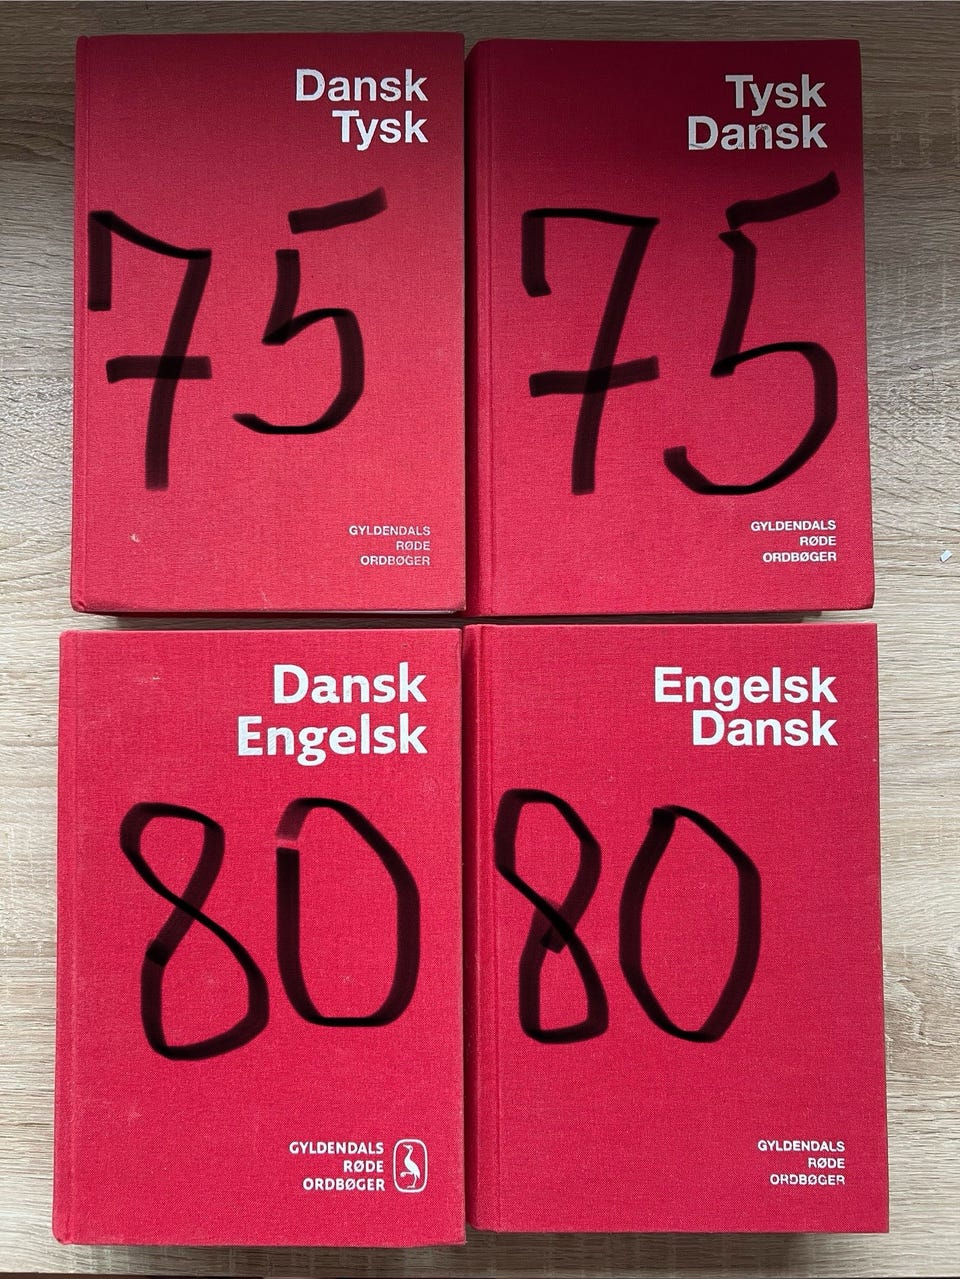 Dansk
Tysk
75
GYLDENDALS
RØDE
ORDBØGER
Tysk
Dansk
75
GYLDENDALS
RØDE
ORDBØGER
Dansk
Engelsk
80
GYLDENDALS
RØDE
ORDBØGER
Engelsk
Dansk
80
GYLDENDALS
RØDE
ORDBØGER